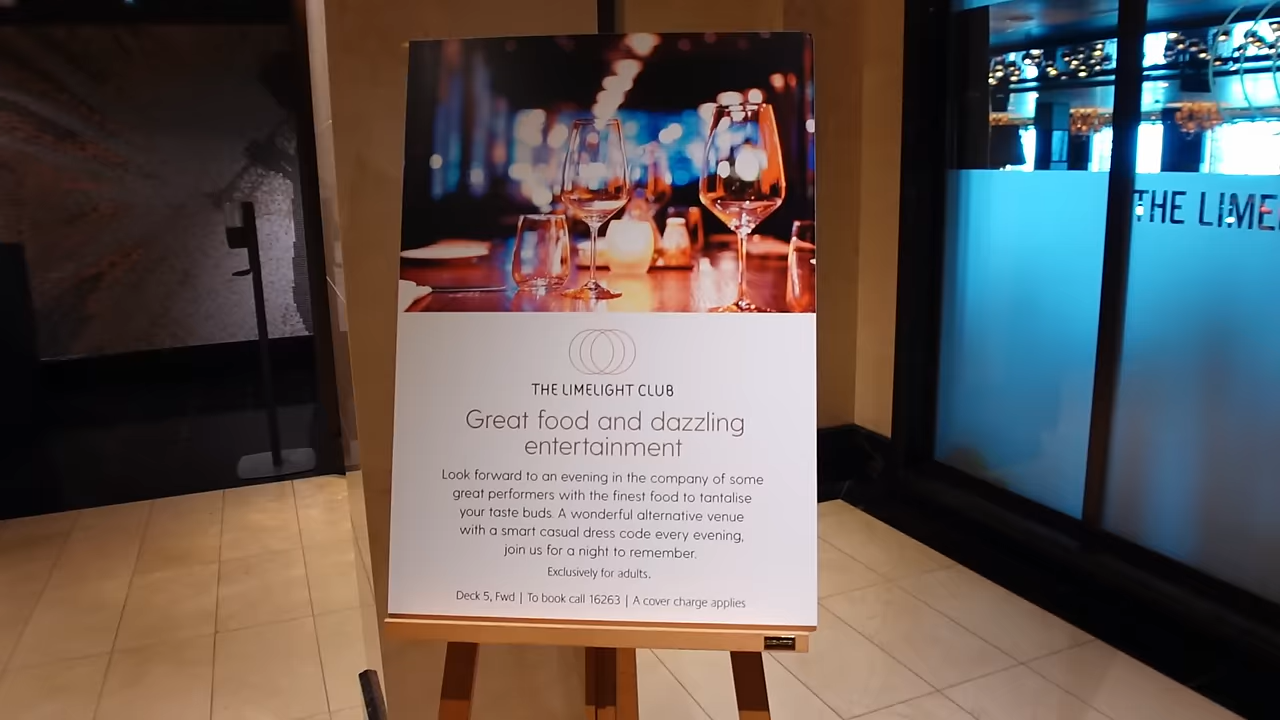 THE LIMELIGHT CLUB
Great food and dazzling
entertainment
Look forward to an evening in the company of some
great performers with the finest food to tantalise
your taste buds. A wonderful alternative venue
with a smart casual dress code every evening,
join us for a night to remember.
Exclusively for adults.
Deck 5, Fwd | To book call 16263 | A cover charge applies
THE LIME